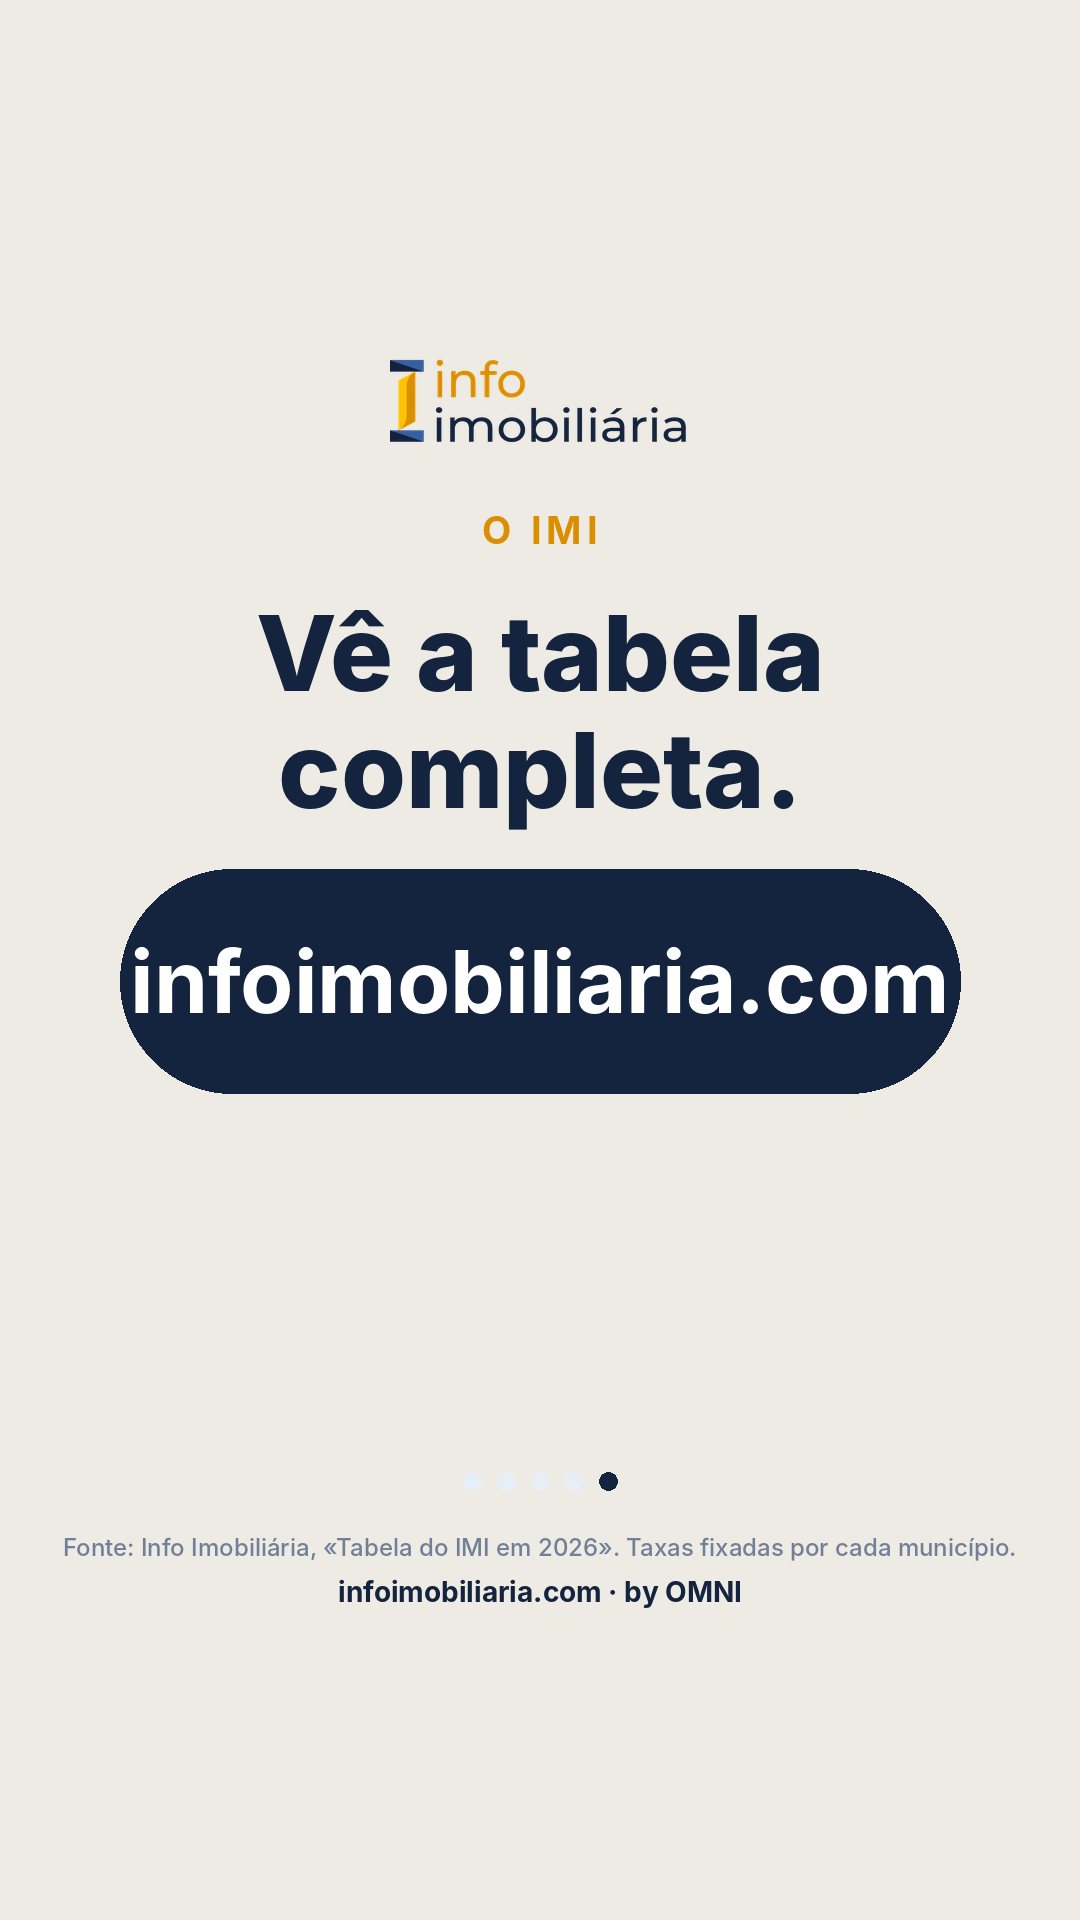 info
imobiliária
O IMI
Vê a tabela
completa.
infoimobiliaria.com
Fonte: Info Imobiliária, «Tabela do IMI em 2026». Taxas fixadas por cada município.
infoimobiliaria.com · by OMNI